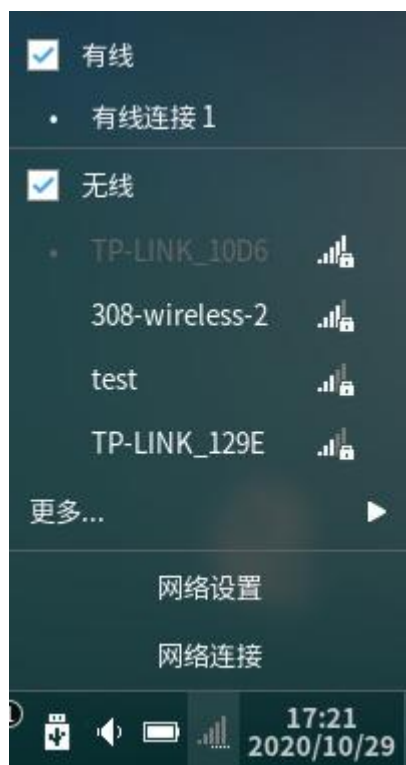 有线
有线连接 1
无线
TP-LINK_10D6
308-wireless-2
test
TP-LINK_129E
更多...
网络设置
网络连接
17:21
2020/10/29